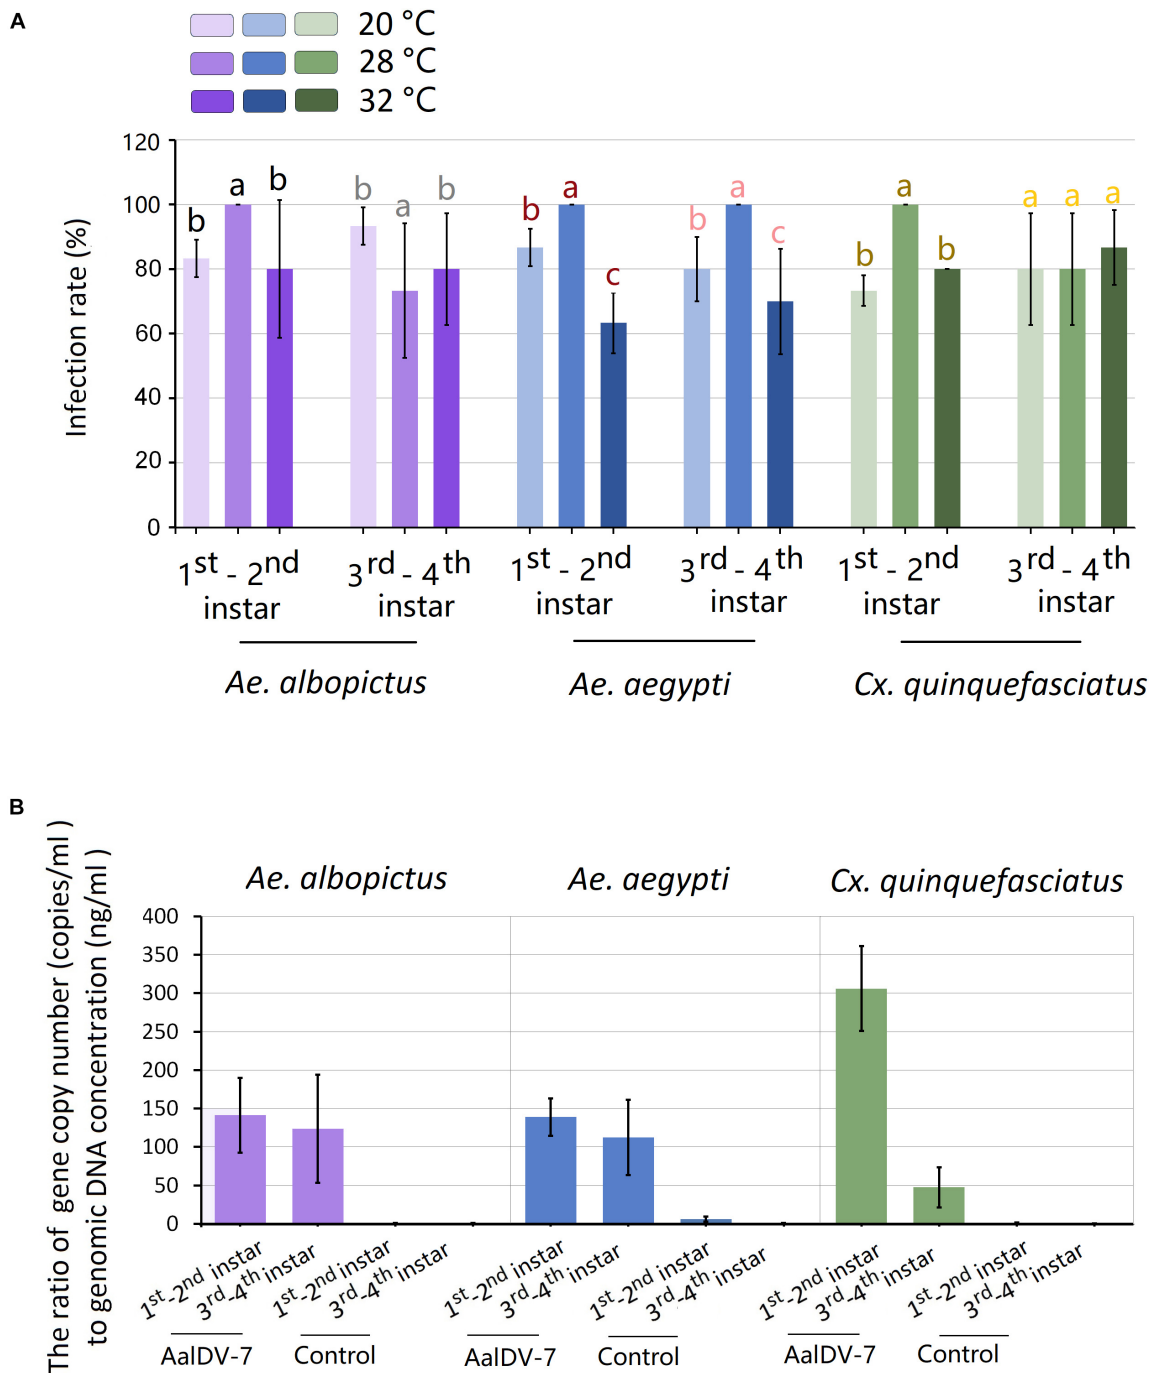 A
20 °C
28 °C
32 °C
Infection rate (%)
120
100
80
60
40
20
0
b a b b a b b a c b a c b a b a a a
1st - 2nd instar
3rd - 4th instar
1st - 2nd instar
3rd - 4th instar
1st - 2nd instar
3rd - 4th instar
Ae. albopictus
Ae. aegypti
Cx. quinquefasciatus
B
The ratio of gene copy number (copies/ml )
to genomic DNA concentration (ng/ml )
Ae. albopictus
Ae. aegypti
Cx. quinquefasciatus
400
350
300
250
200
150
100
50
0
1st-2nd instar
3rd-4th instar
1st-2nd instar
3rd-4th instar
1st-2nd instar
3rd-4th instar
1st-2nd instar
3rd-4th instar
1st-2nd instar
3rd-4th instar
1st-2nd instar
3rd-4th instar
AalDV-7
Control
AalDV-7
Control
AalDV-7
Control